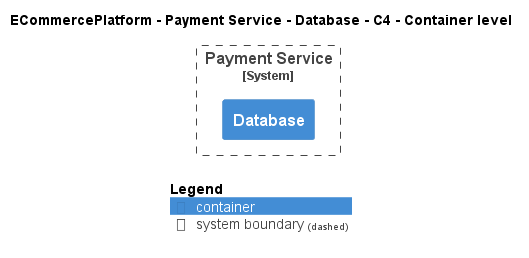 ECommercePlatform - Payment Service - Database - C4 - Container level
Payment Service
[System]
Database
Legend
container
system boundary (dashed)